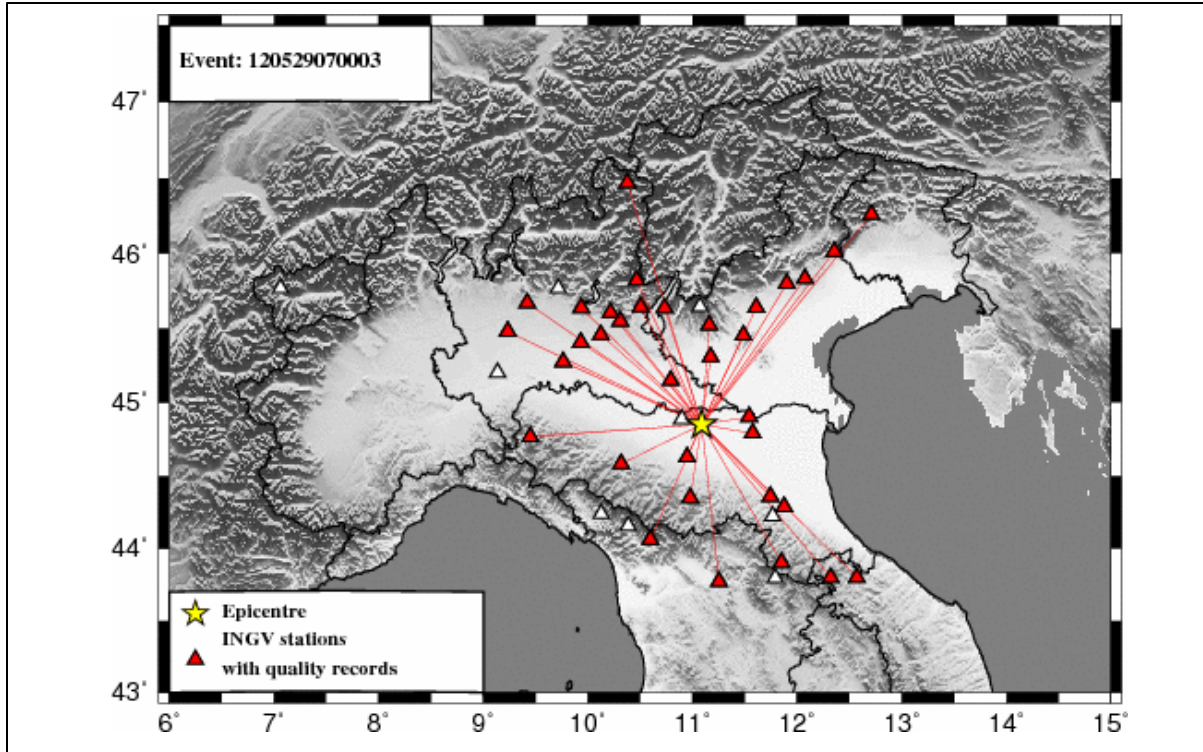 Event: 120529070003
47°
46°
45°
44°
43°
Epicentre
INGV stations
with quality records
6° 7° 8° 9° 10° 11° 12° 13° 14° 15°